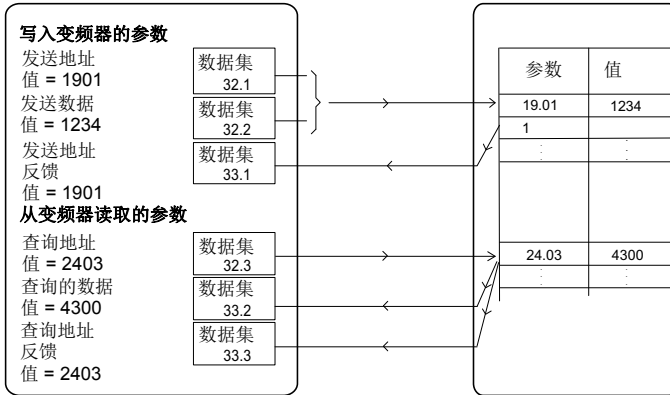 写入变频器的参数
发送地址
值 = 1901
数据集
32.1
发送数据
值 = 1234
数据集
32.2
发送地址
反馈
值 = 1901
数据集
33.1
从变频器读取的参数
查询地址
值 = 2403
数据集
32.3
查询的数据
值 = 4300
数据集
33.2
查询地址
反馈
值 = 2403
数据集
33.3
参数 值
19.01 1234
1
: :
24.03 4300
: :